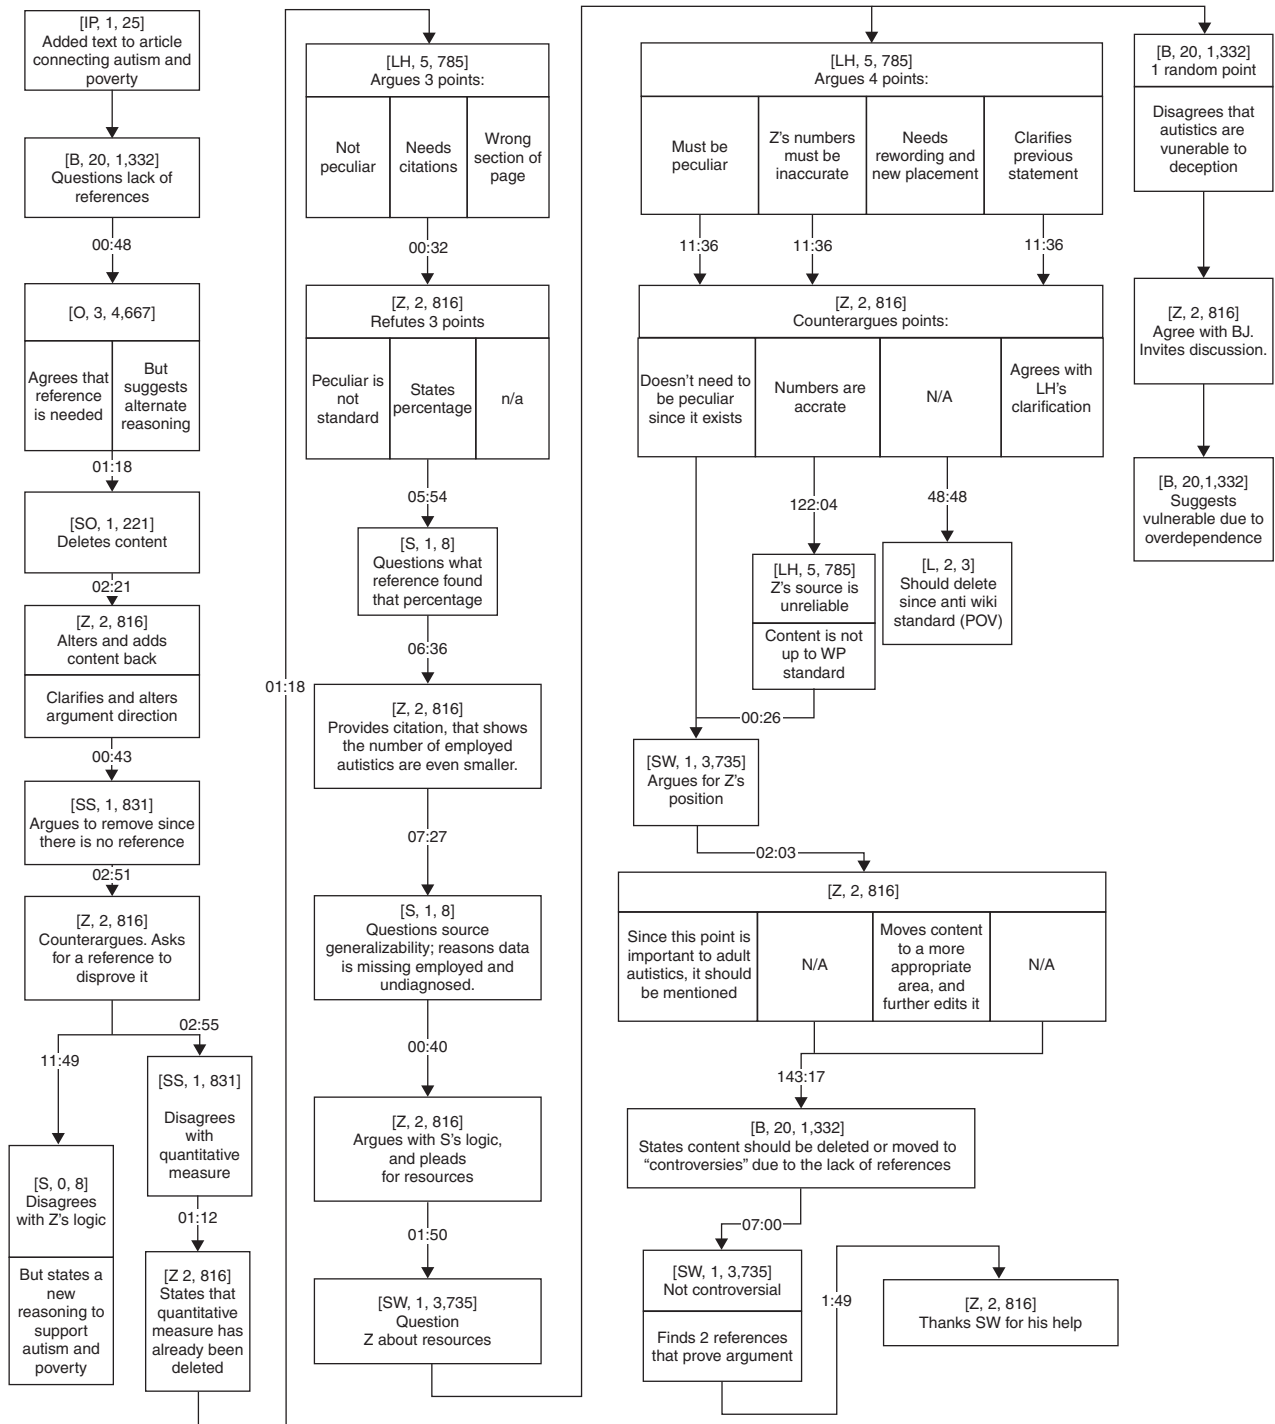 [IP, 1, 25]
Added text to article
connecting autism and
poverty
[B, 20, 1,332]
Questions lack of
references
00:48
[O, 3, 4,667]
Agrees that
reference
is needed
But
suggests
alternate
reasoning
01:18
[SO, 1, 221]
Deletes content
02:21
[Z, 2, 816]
Alters and adds
content back
Clarifies and alters
argument direction
00:43
[SS, 1, 831]
Argues to remove since
there is no reference
02:51
[Z, 2, 816]
Counterargues. Asks
for a reference to
disprove it
11:49
02:55
[S, 0, 8]
Disagrees
with Z's logic
But states a
new
reasoning to
support
autism and
poverty
[SS, 1, 831]
Disagrees
with
quantitative
measure
01:12
[Z 2, 816]
States that
quantitative
measure has
already been
deleted
01:18
[LH, 5, 785]
Argues 3 points:
Not
peculiar
Needs
citations
Wrong
section of
page
00:32
[Z, 2, 816]
Refutes 3 points
Peculiar is
not
standard
States
percentage
n/a
05:54
[S, 1, 8]
Questions what
reference found
that percentage
06:36
[Z, 2, 816]
Provides citation, that shows
the number of employed
autistics are even smaller.
07:27
[S, 1, 8]
Questions source
generalizability; reasons data
is missing employed and
undiagnosed.
00:40
[Z, 2, 816]
Argues with S's logic,
and pleads
for resources
01:50
[SW, 1, 3,735]
Question
Z about resources
[LH, 5, 785]
Argues 4 points:
Must be
peculiar
Z's numbers
must be
inaccurate
Needs
rewording and
new placement
Clarifies
previous
statement
11:36
11:36
11:36
[Z, 2, 816]
Counterargues points:
Doesn't need to
be peculiar
since it exists
Numbers are
accrate
N/A
Agrees with
LH's
clarification
122:04
48:48
[LH, 5, 785]
Z's source is
unreliable
Content is not
up to WP
standard
[L, 2, 3]
Should delete
since anti wiki
standard (POV)
00:26
[SW, 1, 3,735]
Argues for Z's
position
02:03
[Z, 2, 816]
Since this point is
important to adult
autistics, it should
be mentioned
N/A
Moves content
to a more
appropriate
area, and
further edits it
N/A
143:17
[B, 20, 1,332]
States content should be deleted or moved to
“controversies” due to the lack of references
07:00
[SW, 1, 3,735]
Not controversial
Finds 2 references
that prove argument
1:49
[Z, 2, 816]
Thanks SW for his help
[B, 20, 1,332]
1 random point
Disagrees that
autistics are
vunerable to
deception
[Z, 2, 816]
Agree with BJ.
Invites discussion.
[B, 20,1,332]
Suggests
vulnerable due to
overdependence